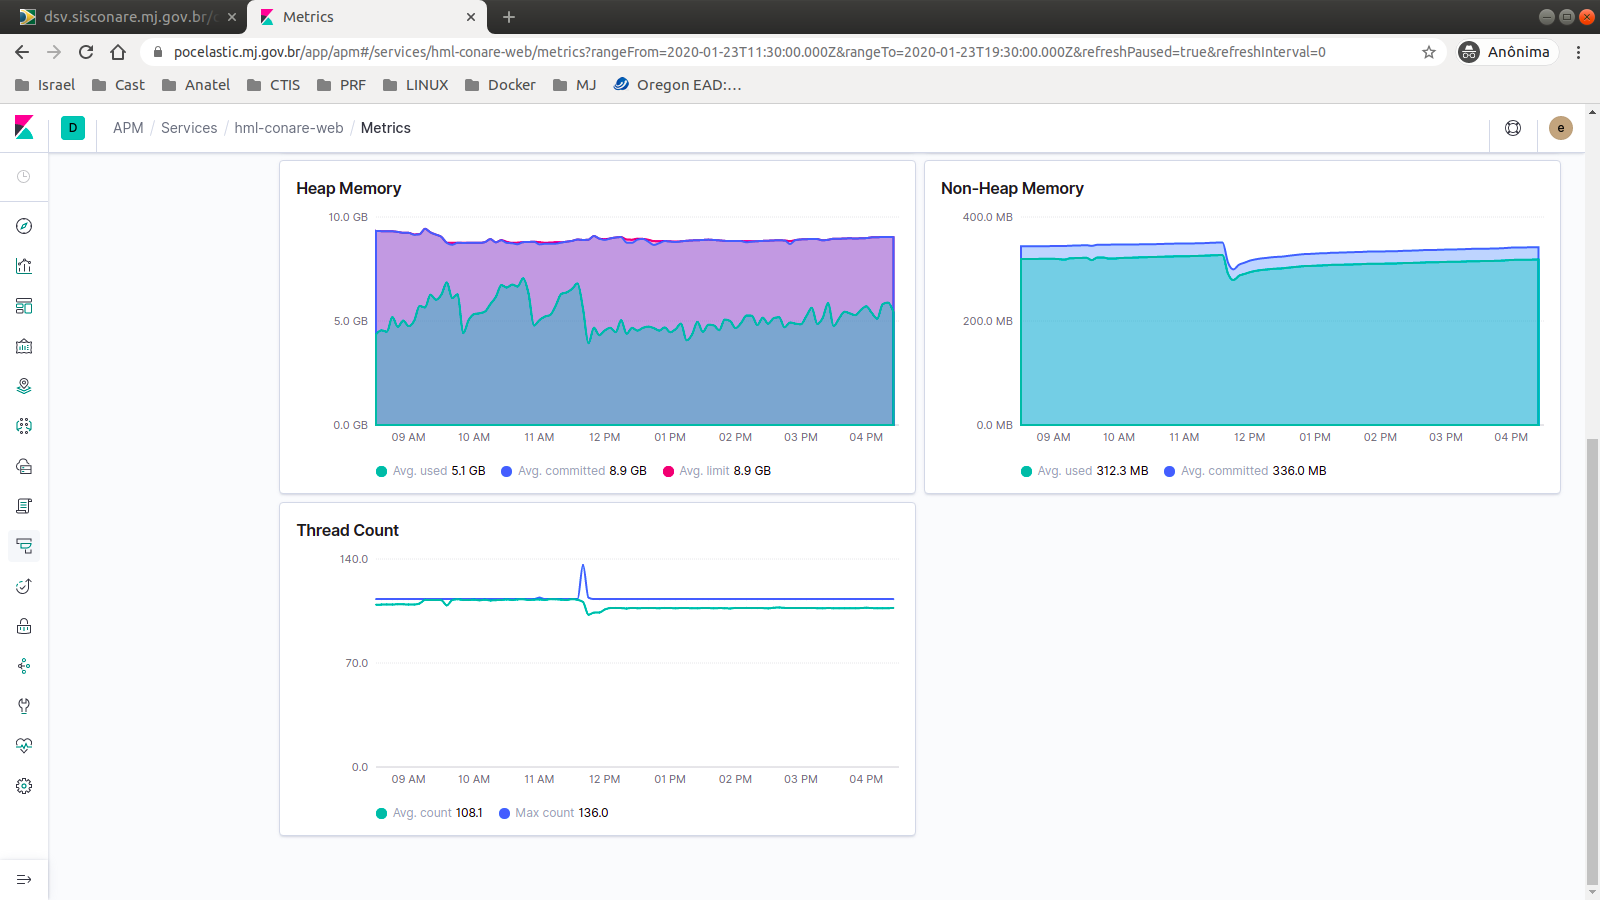 dsv.sisconare.mj.gov.br/
Metrics
pocelastic.mj.gov.br/app/apm#/services/hml-conare-web/metrics?rangeFrom=2020-01-23T11:30:00.000Z&rangeTo=2020-01-23T19:30:00.000Z&refreshPaused=true&refreshInterval=0
Anônima
Israel Cast Anatel CTIS PRF LINUX Docker MJ Oregon EAD:...
D APM / Services / hml-conare-web / Metrics e
Heap Memory
10.0 GB
5.0 GB
0.0 GB
09 AM 10 AM 11 AM 12 PM 01 PM 02 PM 03 PM 04 PM
Avg. used 5.1 GB Avg. committed 8.9 GB Avg. limit 8.9 GB
Non-Heap Memory
400.0 MB
200.0 MB
0.0 MB
09 AM 10 AM 11 AM 12 PM 01 PM 02 PM 03 PM 04 PM
Avg. used 312.3 MB Avg. committed 336.0 MB
Thread Count
140.0
70.0
0.0
09 AM 10 AM 11 AM 12 PM 01 PM 02 PM 03 PM 04 PM
Avg. count 108.1 Max count 136.0